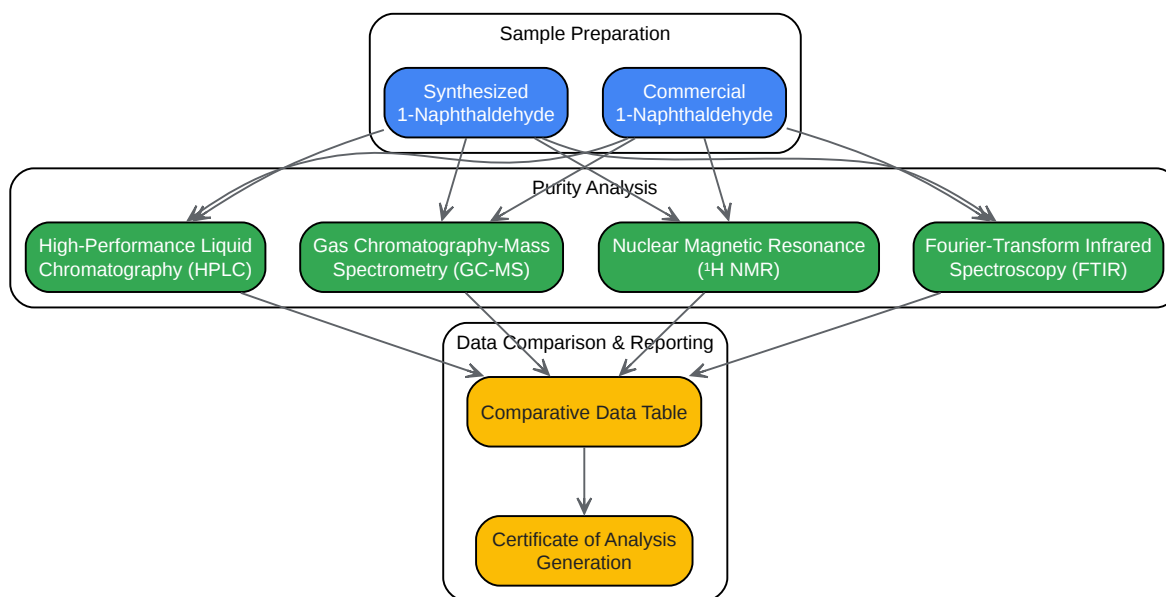 Sample Preparation
Synthesized
1-Naphthaldehyde
Commercial
1-Naphthaldehyde
Purity Analysis
High-Performance Liquid
Chromatography (HPLC)
Gas Chromatography-Mass
Spectrometry (GC-MS)
Nuclear Magnetic Resonance
(¹H NMR)
Fourier-Transform Infrared
Spectroscopy (FTIR)
Data Comparison & Reporting
Comparative Data Table
Certificate of Analysis
Generation